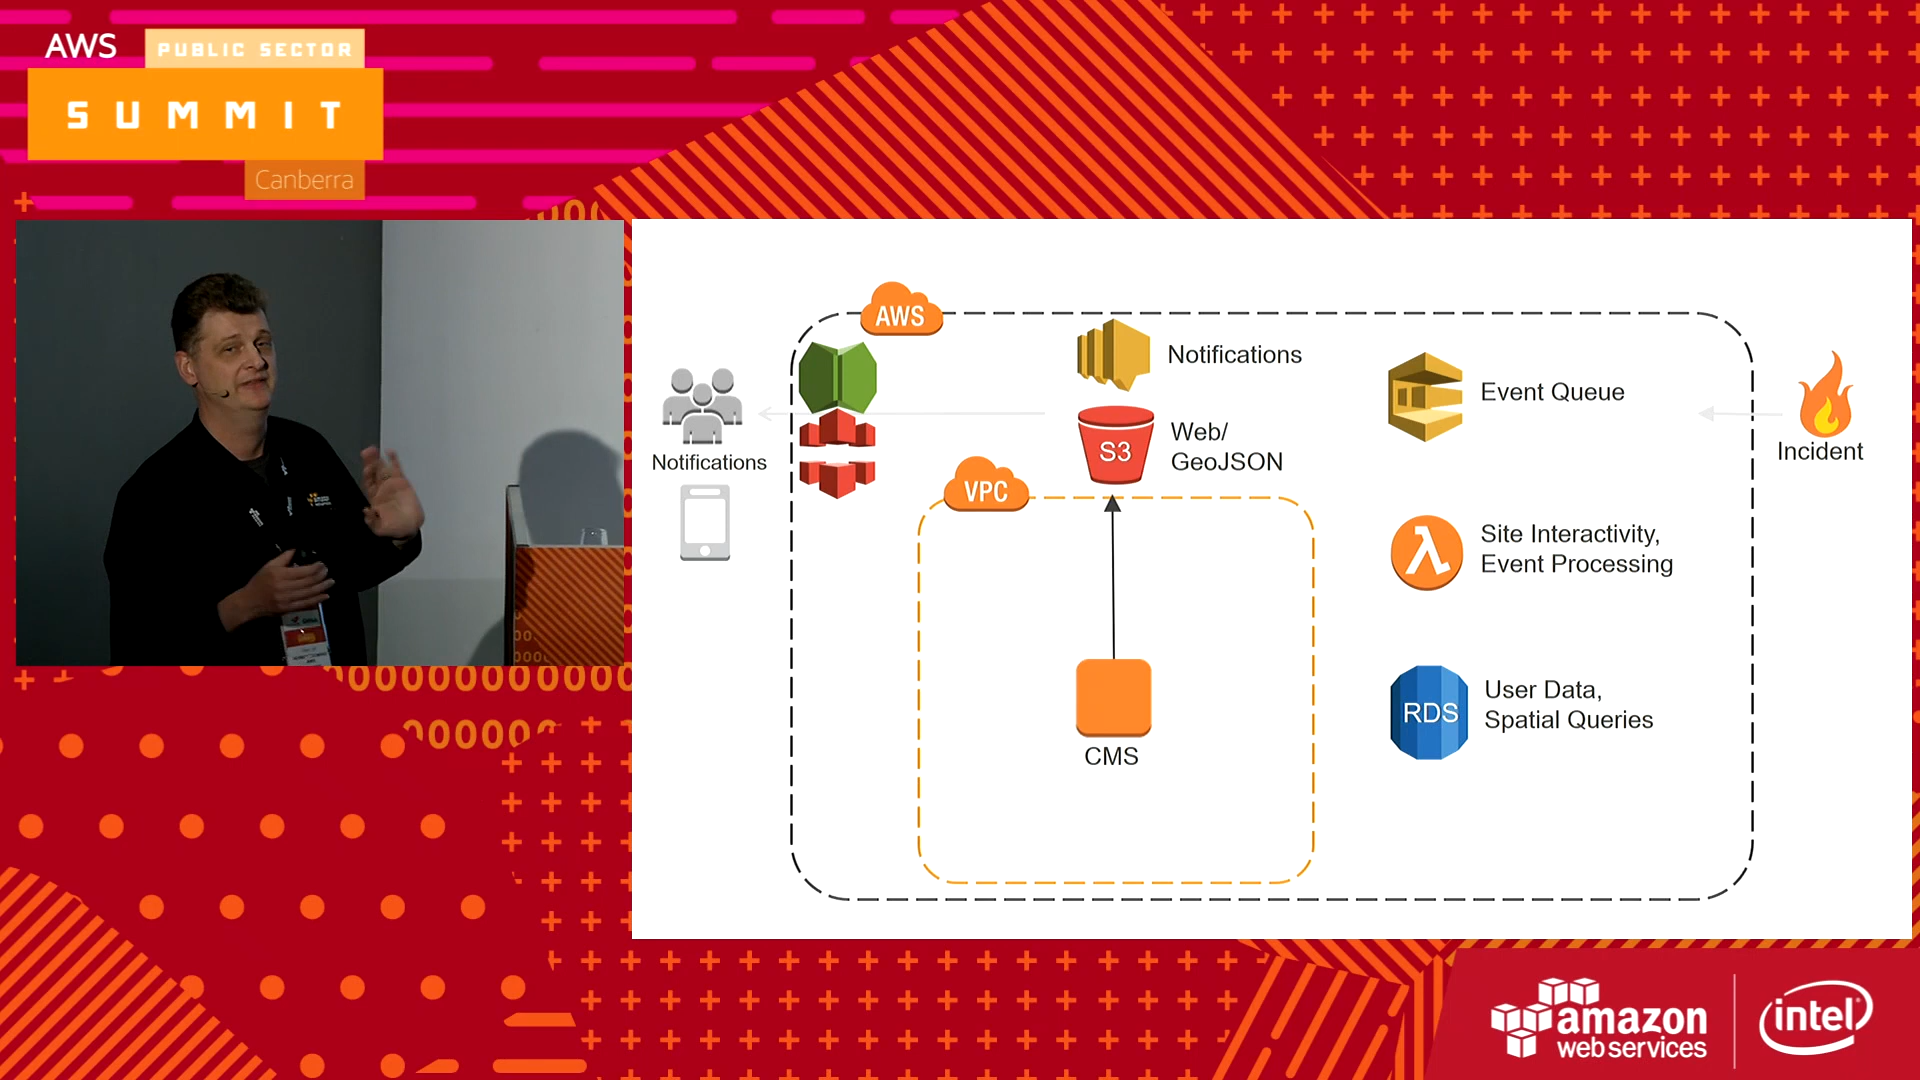 AWS
PUBLIC SECTOR
SUMMIT
Canberra
AWS
Notifications
Event Queue
Web/
GeoJSON
S3
Notifications
Incident
VPC
Site Interactivity,
Event Processing
User Data,
Spatial Queries
RDS
CMS
amazon
web services
intel